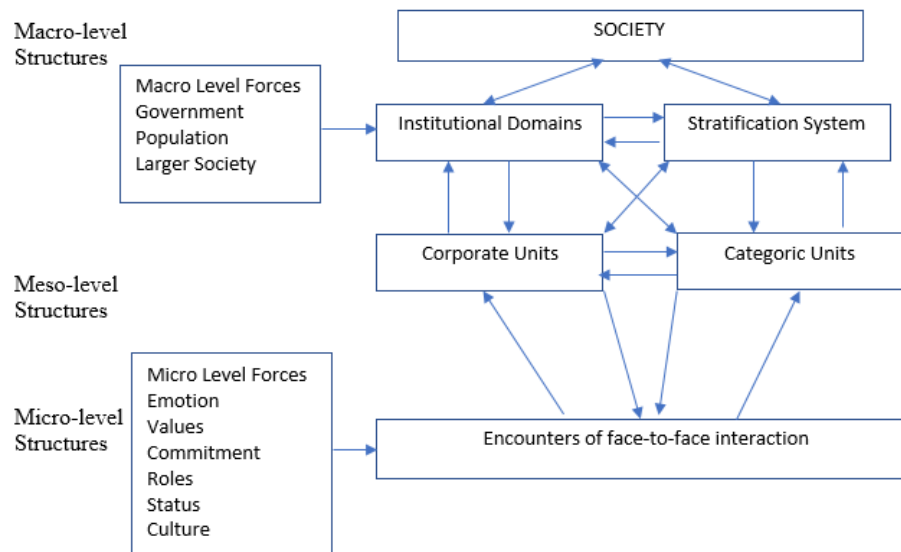 Macro-level
Structures
SOCIETY
Macro Level Forces
Government
Population
Larger Society
Institutional Domains
Stratification System
Meso-level
Structures
Corporate Units
Categoric Units
Micro-level
Structures
Micro Level Forces
Emotion
Values
Commitment
Roles
Status
Culture
Encounters of face-to-face interaction